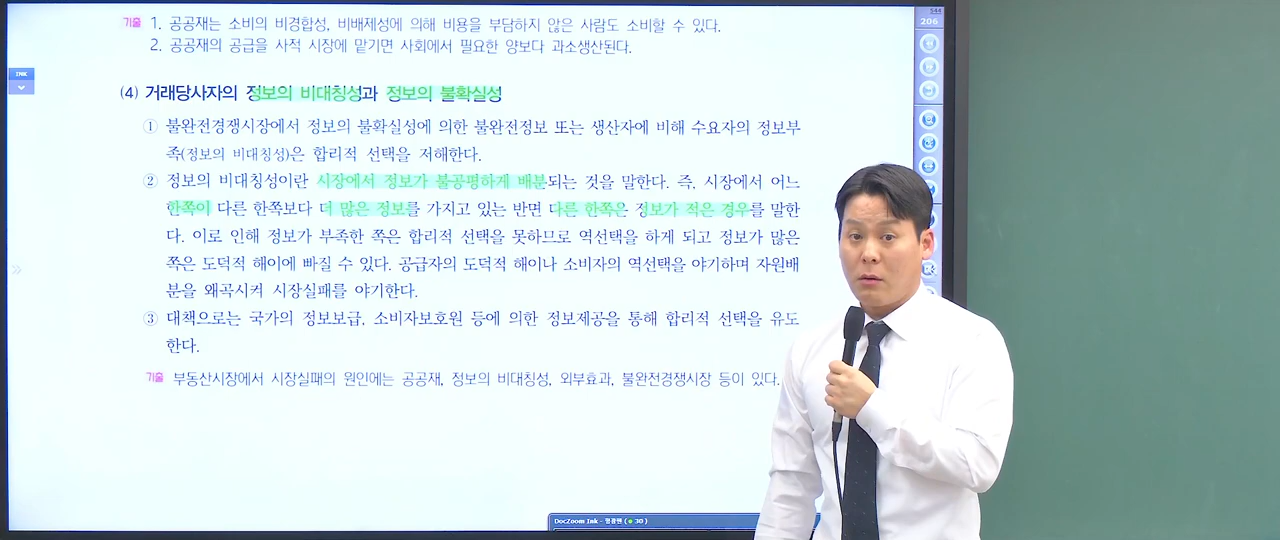 544
206
INK
기출 1. 공공재는 소비의 비경합성, 비배제성에 의해 비용을 부담하지 않은 사람도 소비할 수 있다.
2. 공공재의 공급을 사적 시장에 맡기면 사회에서 필요한 양보다 과소생산된다.
(4) 거래당사자의 정보의 비대칭성과 정보의 불확실성
① 불완전경쟁시장에서 정보의 불확실성에 의한 불완전정보 또는 생산자에 비해 수요자의 정보부
족(정보의 비대칭성)은 합리적 선택을 저해한다.
② 정보의 비대칭성이란 시장에서 정보가 불공평하게 배분되는 것을 말한다. 즉, 시장에서 어느
한쪽이 다른 한쪽보다 더 많은 정보를 가지고 있는 반면 다른 한쪽은 정보가 적은 경우를 말한
다. 이로 인해 정보가 부족한 쪽은 합리적 선택을 못하므로 역선택을 하게 되고 정보가 많은
쪽은 도덕적 해이에 빠질 수 있다. 공급자의 도덕적 해이나 소비자의 역선택을 야기하며 자원배
분을 왜곡시켜 시장실패를 야기한다.
③ 대책으로는 국가의 정보보급, 소비자보호원 등에 의한 정보제공을 통해 합리적 선택을 유도
한다.
기출 부동산시장에서 시장실패의 원인에는 공공재, 정보의 비대칭성, 외부효과, 불완전경쟁시장 등이 있다.
DocZoom Ink - 영광펜 ( 30 )